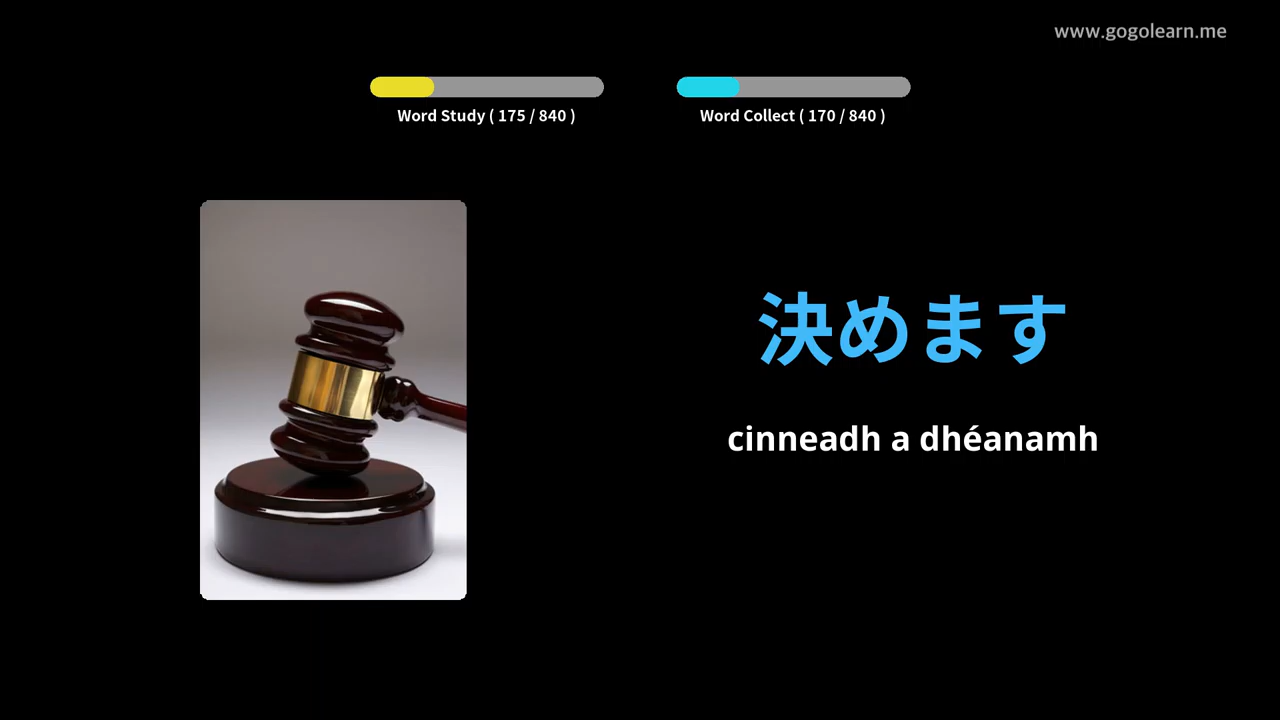 www.gogolearn.me
Word Study ( 175 / 840 )
Word Collect ( 170 / 840 )
決めます
cinneadh a dhéanamh